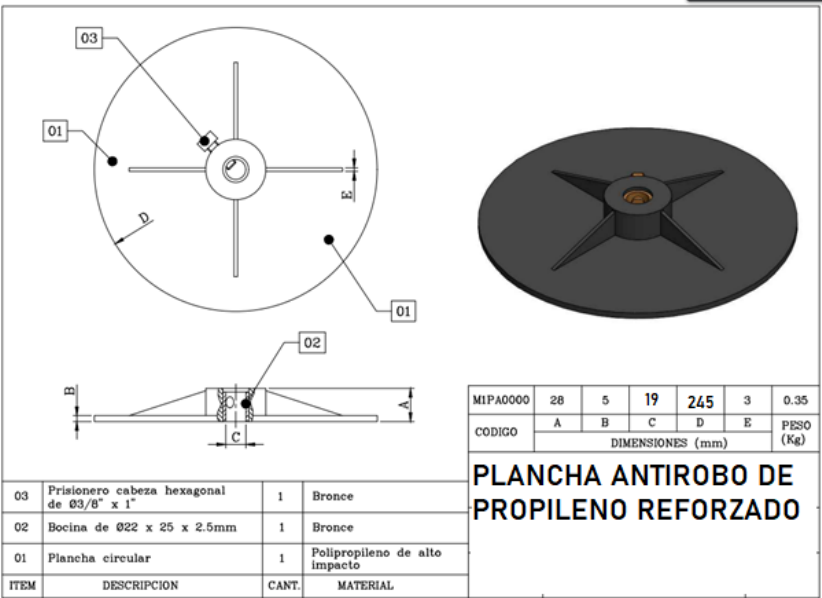 03
01
D
E
01
02
B
A
C
M1PA0000 28 5 19 245 3 0.35
CODIGO A B C D E PESO (Kg)
DIMENSIONES (mm)
PLANCHA ANTIROBO DE
PROPILENO REFORZADO
03 Prisionero cabeza hexagonal
de Ø3/8" x 1" 1 Bronce
02 Bocina de Ø22 x 25 x 2.5mm 1 Bronce
01 Plancha circular 1 Polipropileno de alto
impacto
ITEM DESCRIPCION CANT. MATERIAL